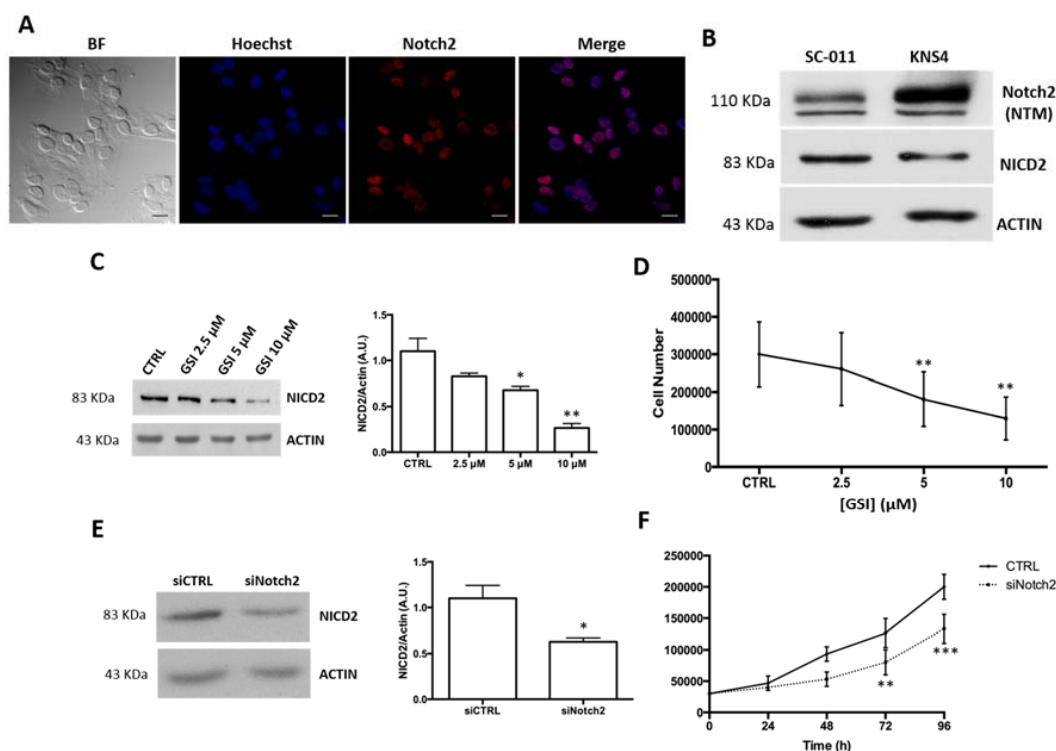 A
BF Hoechst Notch2 Merge
B
SC-011 KNS4
110 KDa Notch2 (NTM)
83 KDa NICD2
43 KDa ACTIN
C
CTRL GSI 2.5 µM GSI 5 µM GSI 10 µM
83 KDa NICD2
43 KDa ACTIN
NICD2/Actin (A.U.)
1.5
1.0
0.5
0.0
*
**
CTRL 2.5 µM 5 µM 10 µM
D
Cell Number
500000
400000
300000
200000
100000
0
** **
CTRL 2.5 5 10
[GSI] (µM)
E
siCTRL siNotch2
83 KDa NICD2
43 KDa ACTIN
NICD2/Actin (A.U.)
1.5
1.0
0.5
0.0
*
siCTRL siNotch2
F
250000
200000
150000
100000
50000
0
CTRL
siNotch2
***
**
0 24 48 72 96
Time (h)